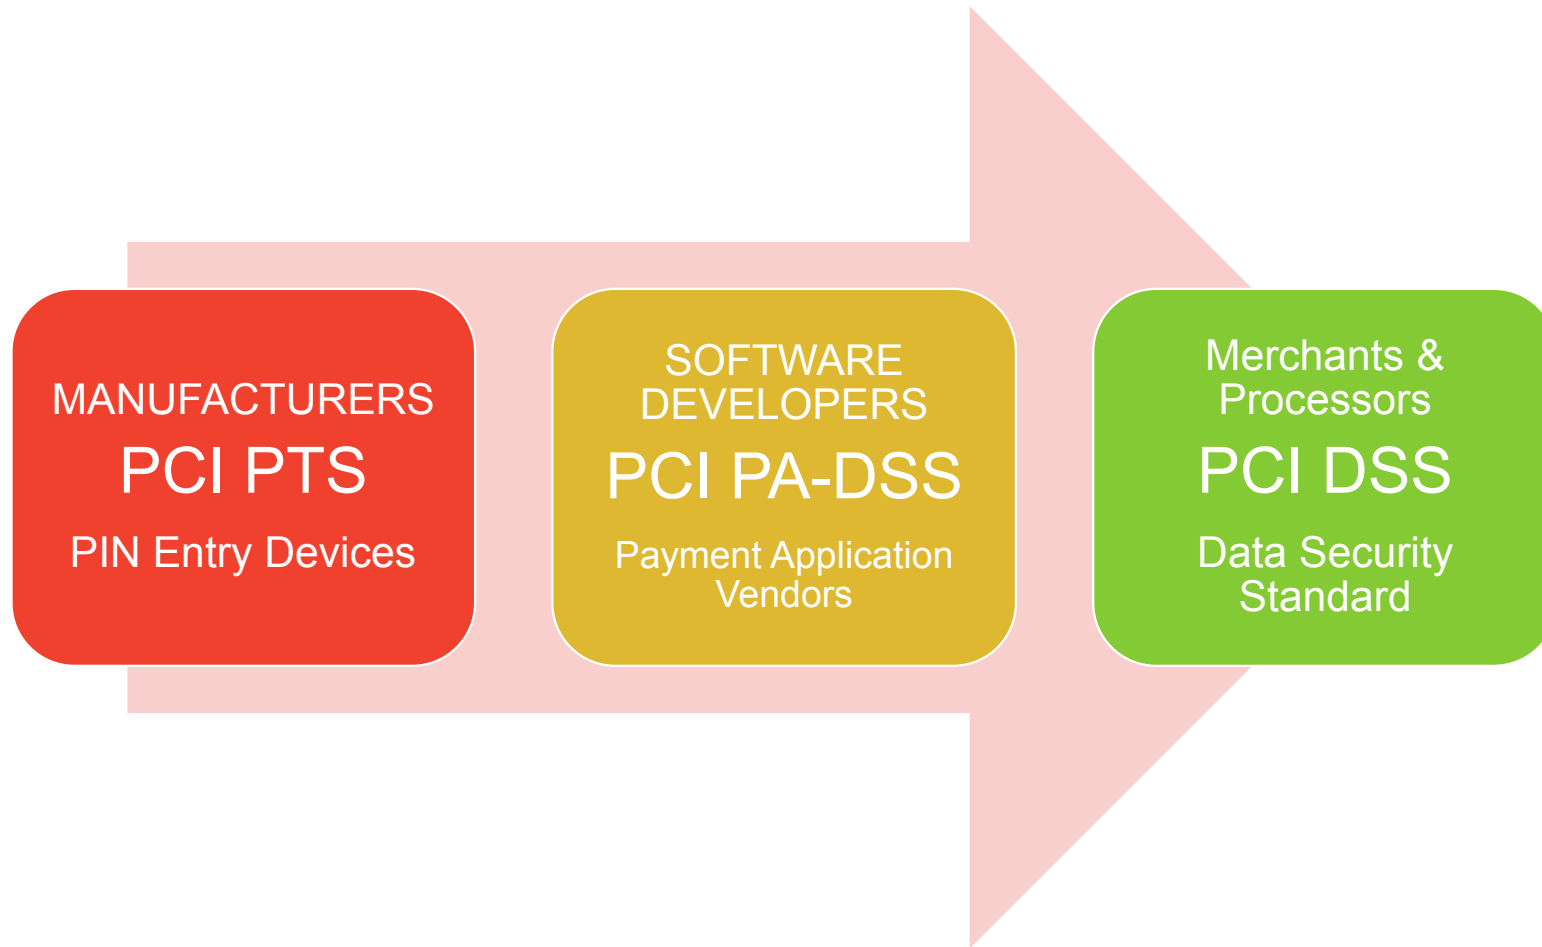 MANUFACTURERS
PCI PTS
PIN Entry Devices
SOFTWARE
DEVELOPERS
PCI PA-DSS
Payment Application
Vendors
Merchants &
Processors
PCI DSS
Data Security
Standard